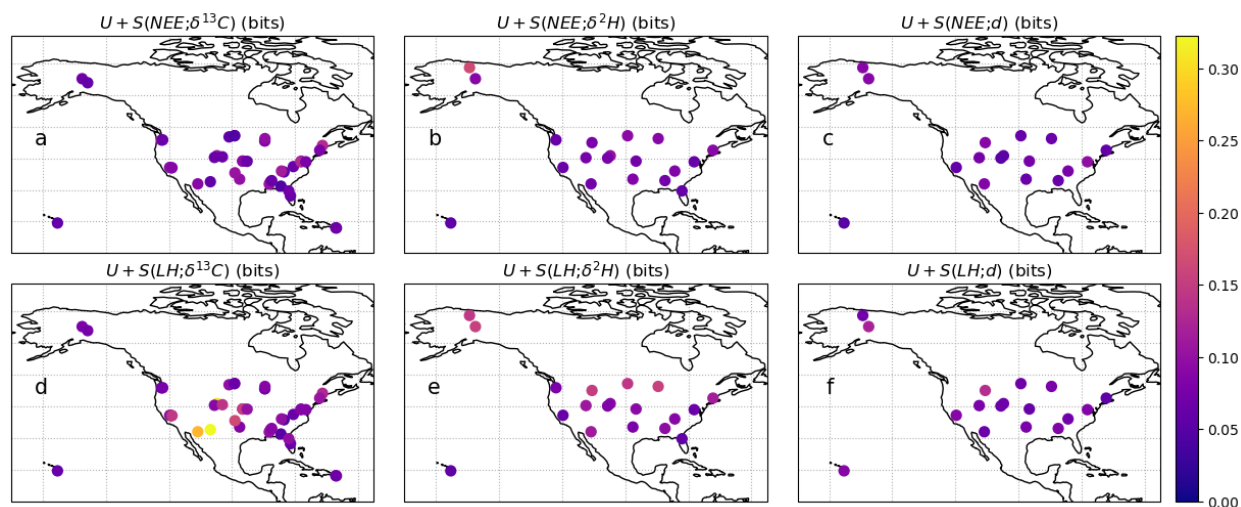 U + S(NEE;δ¹³C) (bits)
U + S(NEE;δ²H) (bits)
U + S(NEE;d) (bits)
a
b
c
U + S(LH;δ¹³C) (bits)
U + S(LH;δ²H) (bits)
U + S(LH;d) (bits)
d
e
f
0.30
0.25
0.20
0.15
0.10
0.05
0.00